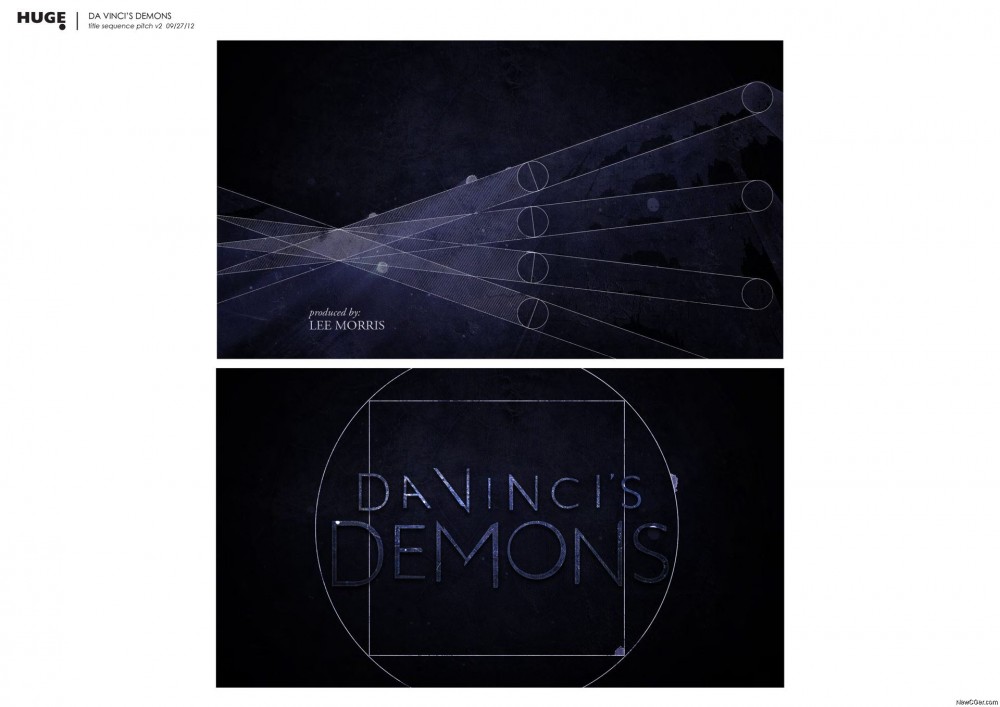 HUGE
DA VINCI'S DEMONS
title sequence pitch v2 09/27/12
produced by:
LEE MORRIS
DA VINCI'S
DEMONS
NewCGer.com